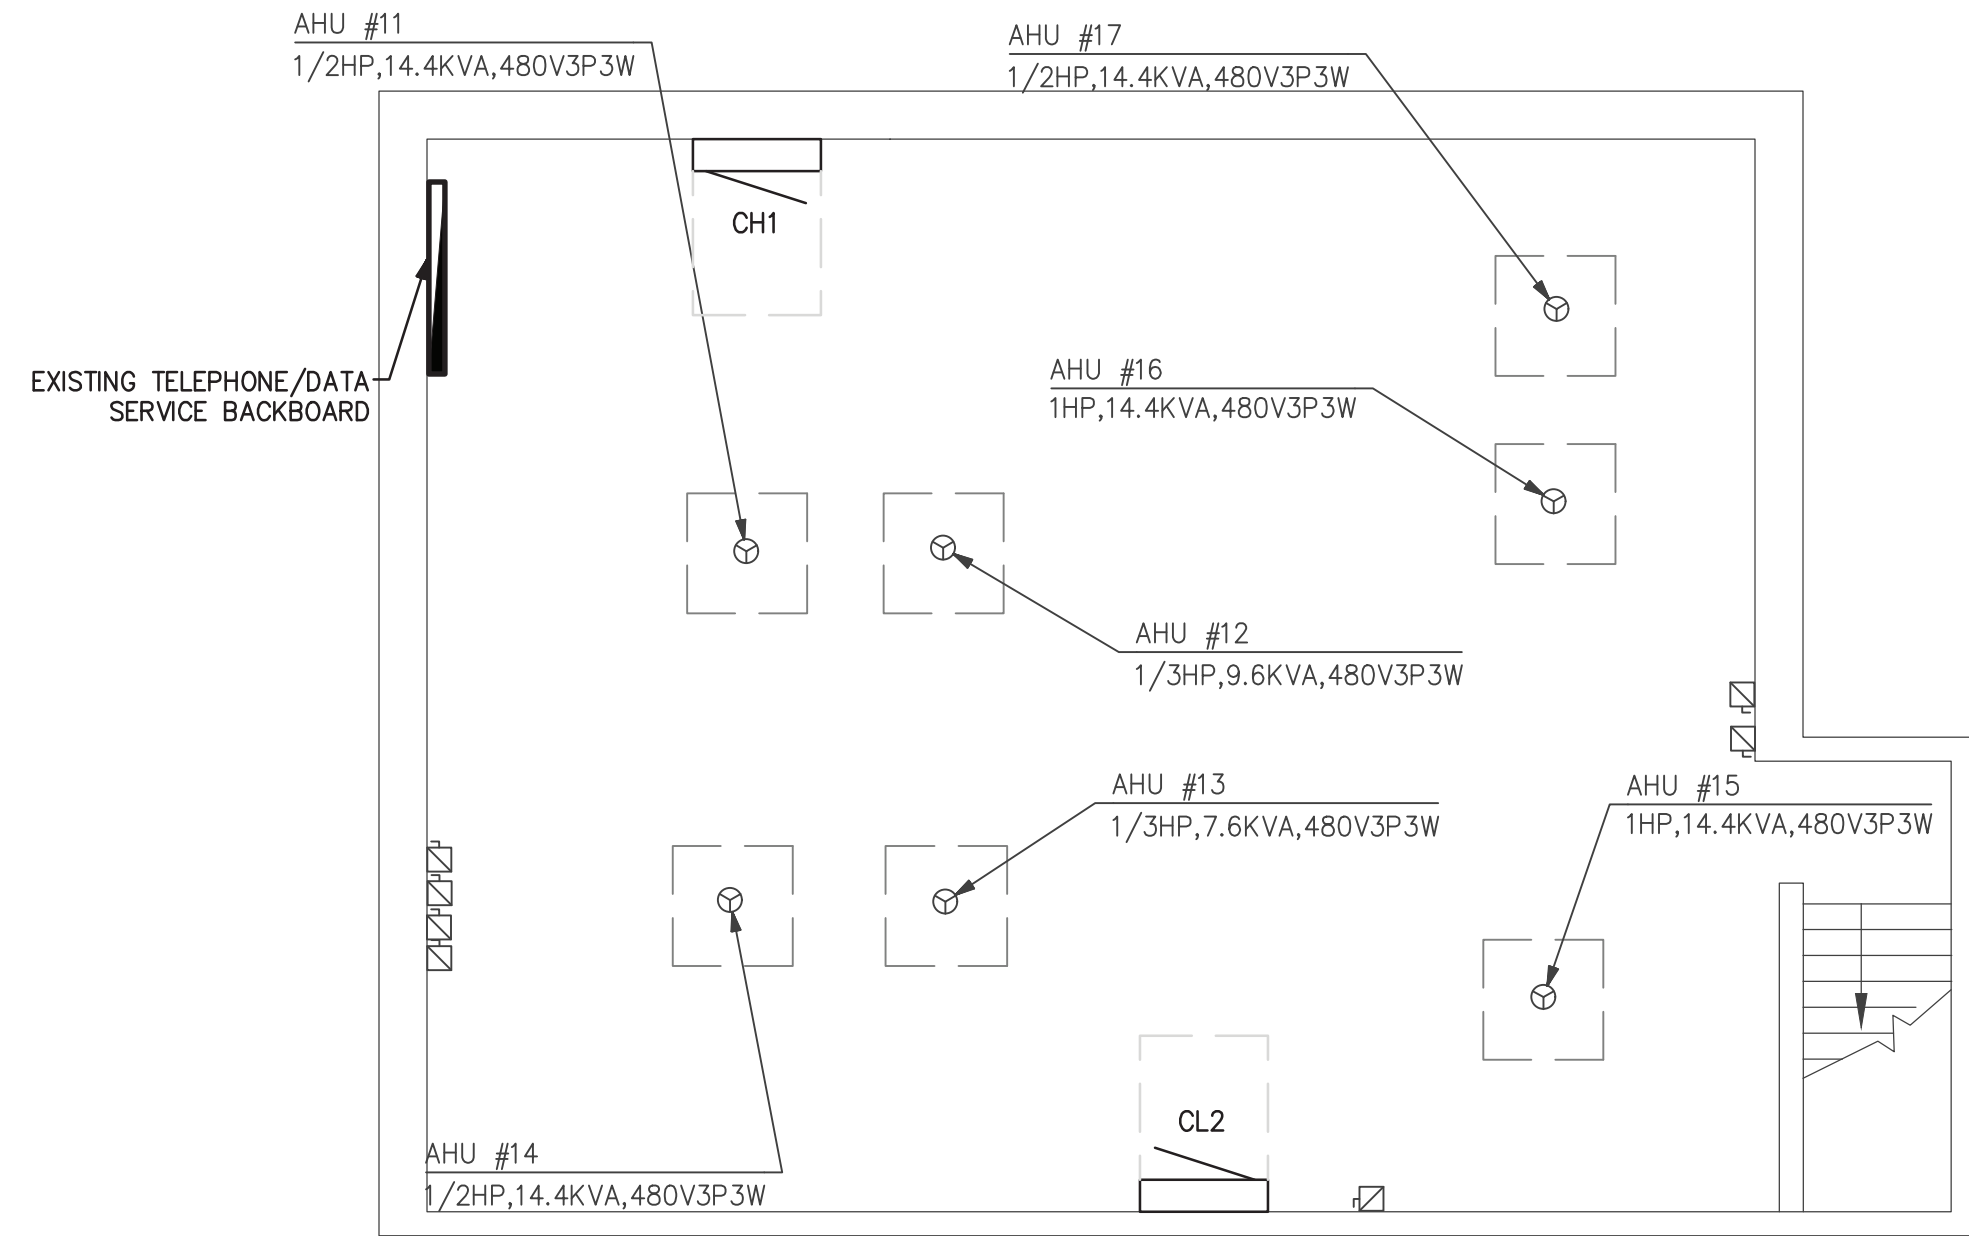 AHU #11
1/2HP,14.4KVA,480V3P3W
AHU #17
1/2HP,14.4KVA,480V3P3W
CH1
EXISTING TELEPHONE/DATA
SERVICE BACKBOARD
AHU #16
1HP,14.4KVA,480V3P3W
AHU #12
1/3HP,9.6KVA,480V3P3W
AHU #13
1/3HP,7.6KVA,480V3P3W
AHU #15
1HP,14.4KVA,480V3P3W
CL2
AHU #14
1/2HP,14.4KVA,480V3P3W